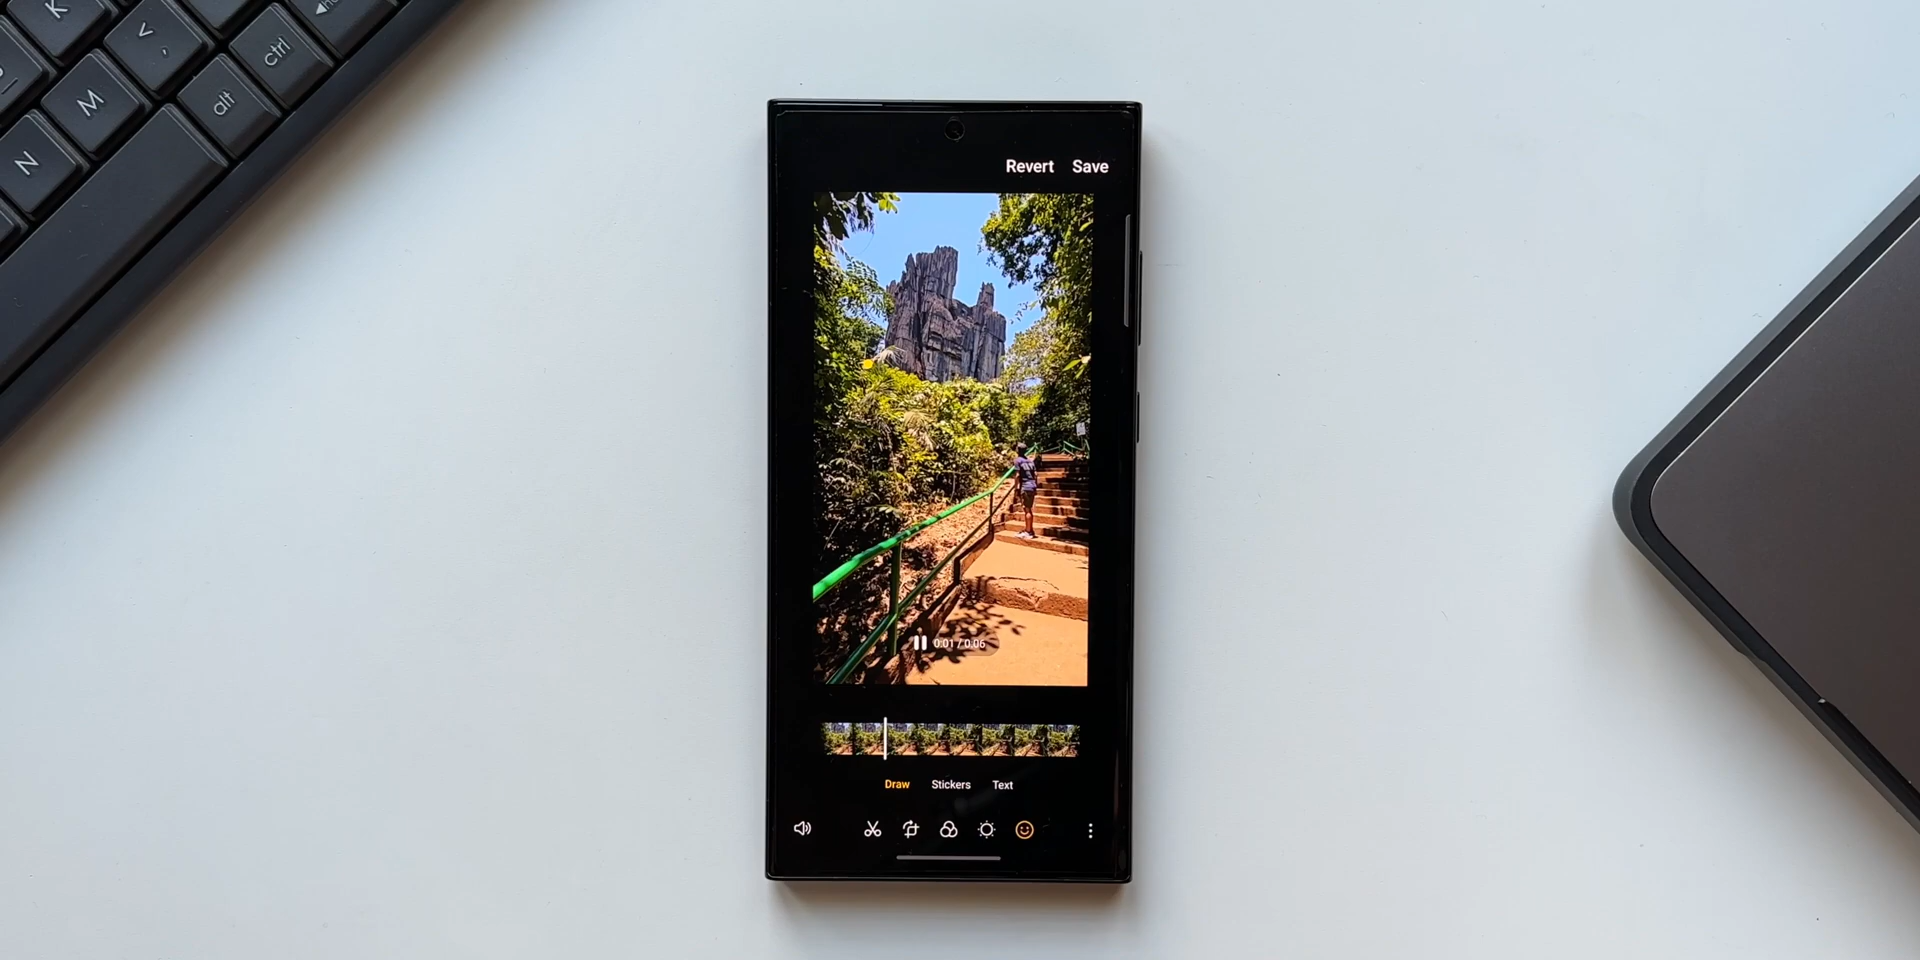 K
V
ctrl
M
alt
N
Revert Save
0:01 / 0:06
Draw Stickers Text